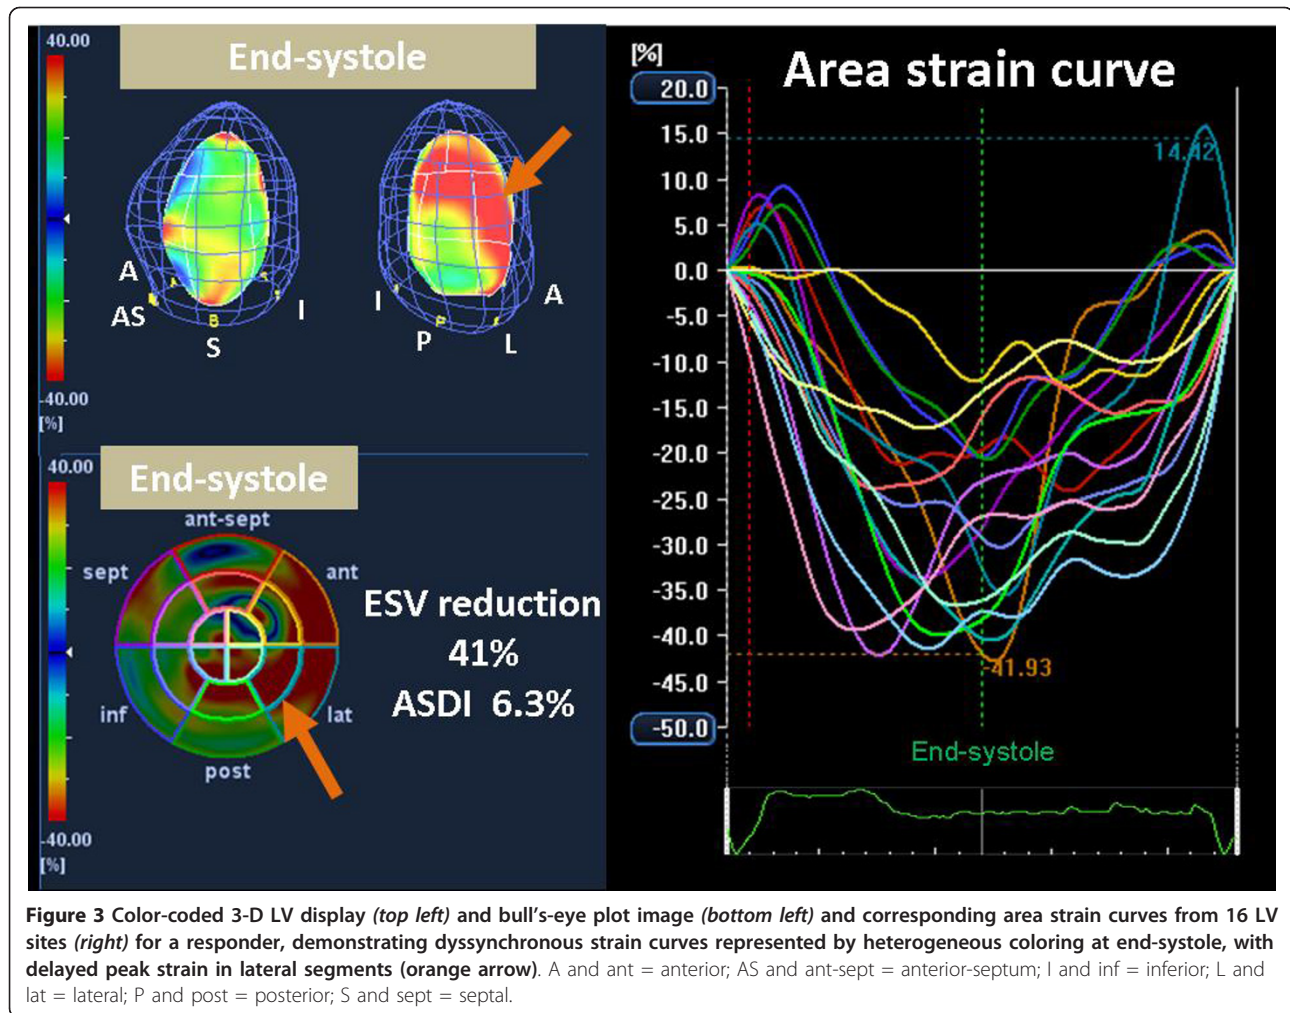 40.00
End-systole
A
AS
S
I
I
P
L
A
B
P
-40.00
[%]
40.00
End-systole
ant-sept
sept
ant
inf
lat
post
ESV reduction
41%
ASDI 6.3%
-40.00
[%]
[%]
Area strain curve
20.0
15.0
14.42
10.0
5.0
0.0
-5.0
-10.0
-15.0
-20.0
-25.0
-30.0
-35.0
-40.0
-41.93
-45.0
-50.0
End-systole
Figure 3 Color-coded 3-D LV display (top left) and bull's-eye plot image (bottom left) and corresponding area strain curves from 16 LV
sites (right) for a responder, demonstrating dyssynchronous strain curves represented by heterogeneous coloring at end-systole, with
delayed peak strain in lateral segments (orange arrow). A and ant = anterior; AS and ant-sept = anterior-septum; I and inf = inferior; L and
lat = lateral; P and post = posterior; S and sept = septal.